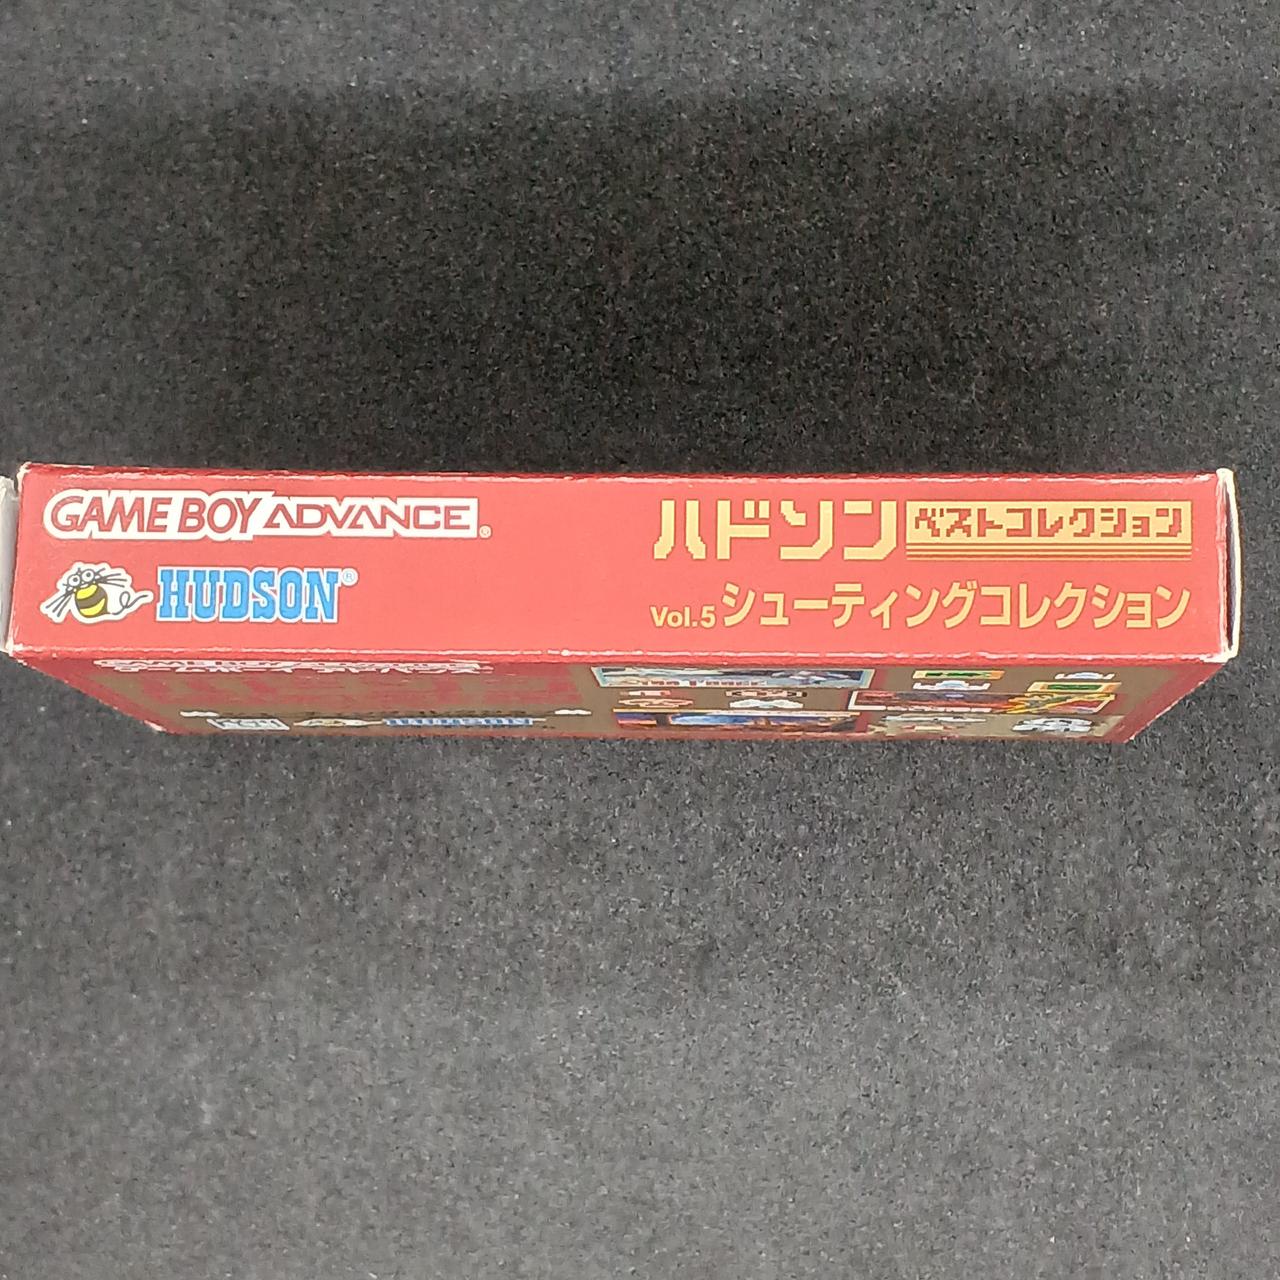 GAME BOY ADVANCE
HUDSON®
ハドソン ベストコレクション
Vol.5 シューティングコレクション
HUDSON